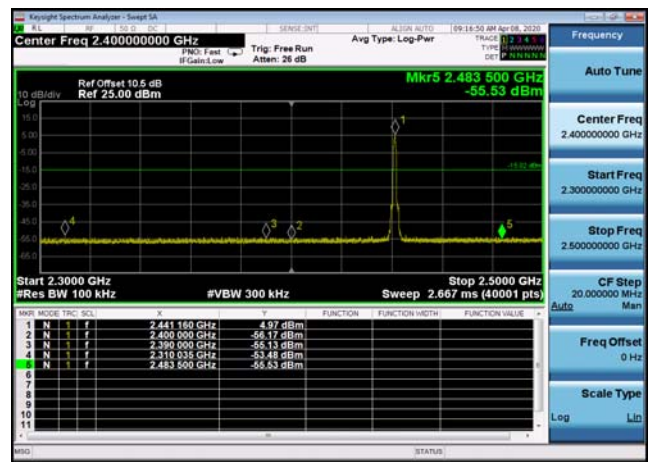 Keysight Spectrum Analyzer - Swept SA
RL RF 50 Ω DC SENSE:INT ALIGN AUTO 09:16:50 AM Apr 08, 2020
Center Freq 2.400000000 GHz
PNO: Fast
IFGain:Low
Trig: Free Run
Atten: 26 dB
Avg Type: Log-Pwr
TRACE 1 2 3 4 5 6
TYPE
DET P N N N N N
Frequency
Auto Tune
Center Freq
2.400000000 GHz
Start Freq
2.300000000 GHz
Stop Freq
2.500000000 GHz
CF Step
20.000000 MHz
Auto Man
Freq Offset
0 Hz
Scale Type
Log Lin
Mkr5 2.483 500 GHz
-55.53 dBm
Ref Offset 10.5 dB
10 dB/div Ref 25.00 dBm
Log
15.0
5.00
-5.00
-15.0
-25.0
-35.0
-45.0
-55.0
-65.0
-15.02 dBm
1
2
3
4
5
Start 2.3000 GHz Stop 2.5000 GHz
#Res BW 100 kHz #VBW 300 kHz Sweep 2.667 ms (40001 pts)
MKR MODE TRC SCL X Y FUNCTION FUNCTION WIDTH FUNCTION VALUE
1 N 1 f 2.441 160 GHz 4.97 dBm
2 N 1 f 2.400 000 GHz -56.17 dBm
3 N 1 f 2.390 000 GHz -55.13 dBm
4 N 1 f 2.310 035 GHz -53.48 dBm
5 N 1 f 2.483 500 GHz -55.53 dBm
6
7
8
9
10
11
MSG STATUS